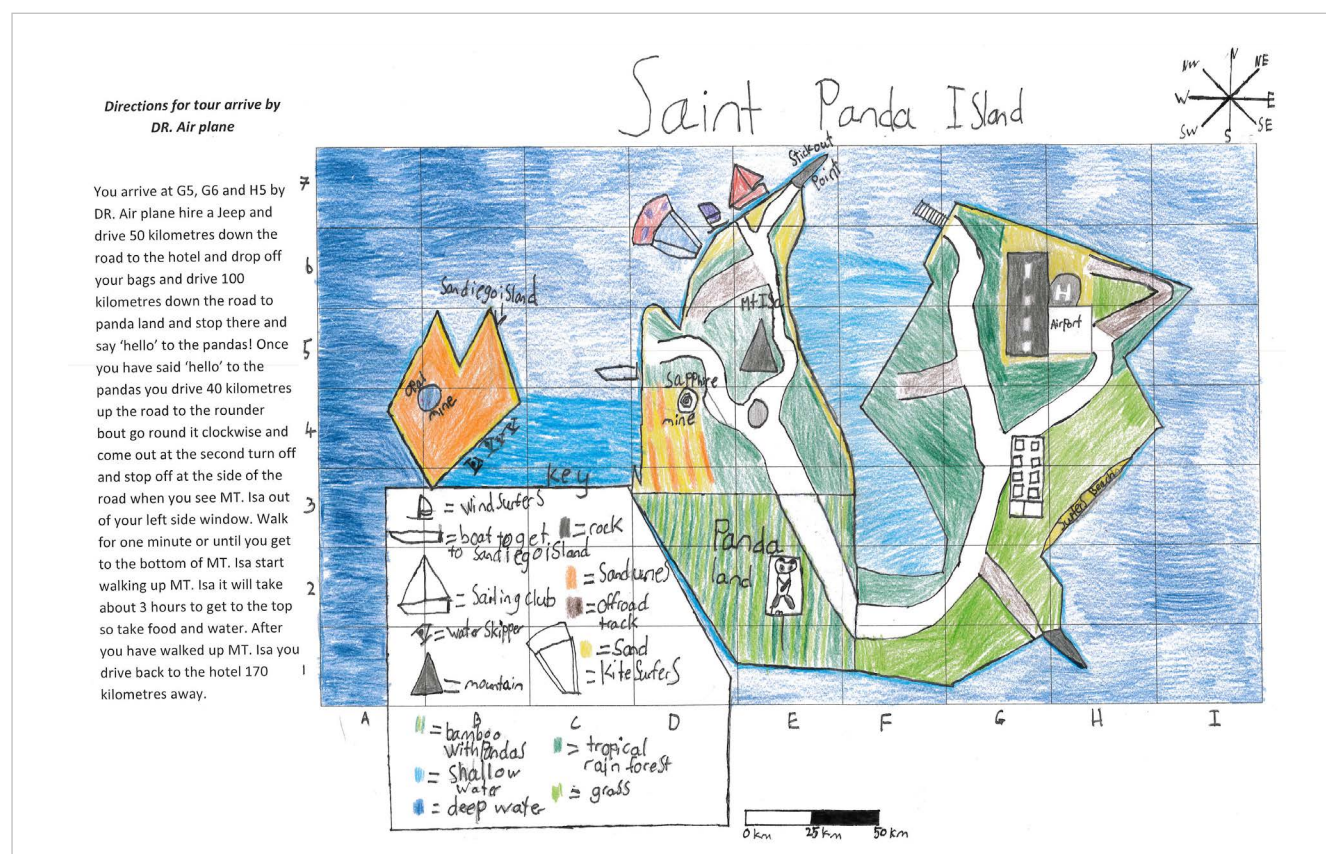 Saint Panda Island
N
NW
NE
W
E
SW
SE
S
Directions for tour arrive by
DR. Air plane
You arrive at G5, G6 and H5 by
DR. Air plane hire a Jeep and
drive 50 kilometres down the
road to the hotel and drop off
your bags and drive 100
kilometres down the road to
panda land and stop there and
say ‘hello’ to the pandas! Once
you have said ‘hello’ to the
pandas you drive 40 kilometres
up the road to the rounder
bout go round it clockwise and
come out at the second turn off
and stop off at the side of the
road when you see MT. Isa out
of your left side window. Walk
for one minute or until you get
to the bottom of MT. Isa start
walking up MT. Isa it will take
about 3 hours to get to the top
so take food and water. After
you have walked up MT. Isa you
drive back to the hotel 170
kilometres away.
7
6
5
4
3
2
1
Stickout
Point
Sandiegoisland
Mt Isa
H
Airport
Opal
mine
Sapphire
mine
Surfers Beach
Panda
land
key
= windsurfers
= boat to get
to Sandiegoisland
= Sailing club
= water skipper
= mountain
= rock
= offroad
track
= Sand
= Kitesurfers
A
B
C
D
E
F
G
H
I
= bamboo
with Pandas
= Shallow
water
= deep water
= tropical
rain forest
= grass
0 km
25 km
50 km